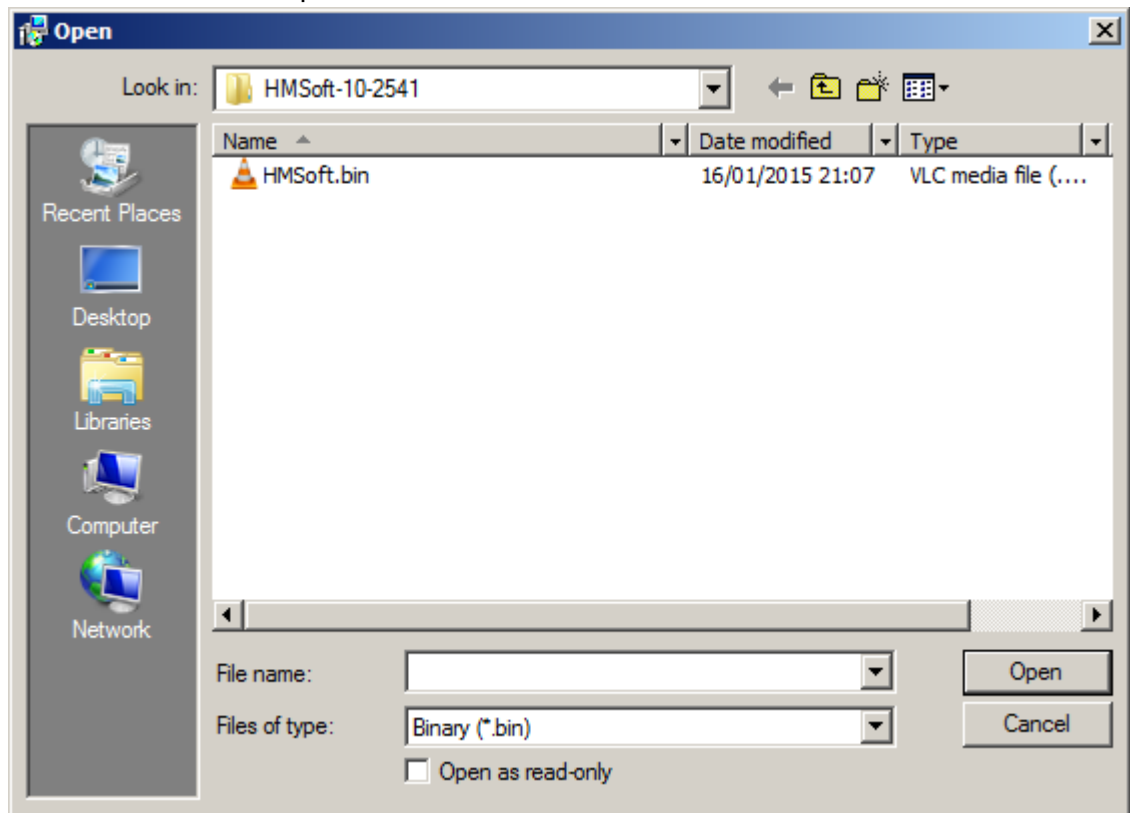 Open
Look in: HMSoft-10-2541
Name Date modified Type
HMSoft.bin 16/01/2015 21:07 VLC media file (....
Recent Places
Desktop
Libraries
Computer
Network
File name: Open
Files of type: Binary (*.bin) Cancel
Open as read-only